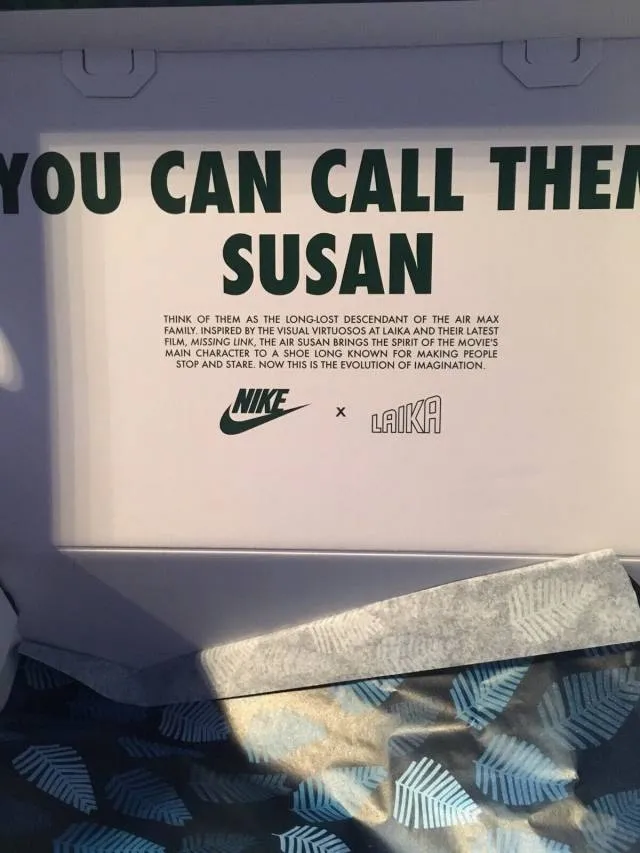 YOU CAN CALL THEM
SUSAN
THINK OF THEM AS THE LONG-LOST DESCENDANT OF THE AIR MAX
FAMILY. INSPIRED BY THE VISUAL VIRTUOSOS AT LAIKA AND THEIR LATEST
FILM, MISSING LINK, THE AIR SUSAN BRINGS THE SPIRIT OF THE MOVIE'S
MAIN CHARACTER TO A SHOE LONG KNOWN FOR MAKING PEOPLE
STOP AND STARE. NOW THIS IS THE EVOLUTION OF IMAGINATION.
NIKE x LAIKA